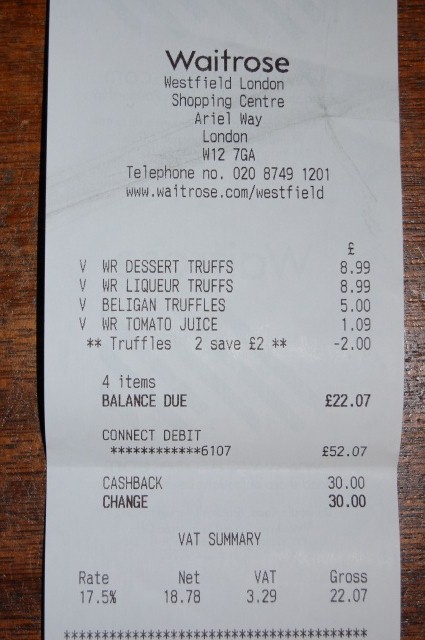 Waitrose
Westfield London
Shopping Centre
Ariel Way
London
W12 7GA
Telephone no. 020 8749 1201
www.waitrose.com/westfield
£
V WR DESSERT TRUFFS 8.99
V WR LIQUEUR TRUFFS 8.99
V BELIGAN TRUFFLES 5.00
V WR TOMATO JUICE 1.09
** Truffles 2 save £2 ** -2.00
4 items
BALANCE DUE £22.07
CONNECT DEBIT
************6107 £52.07
CASHBACK 30.00
CHANGE 30.00
VAT SUMMARY
Rate Net VAT Gross
17.5% 18.78 3.29 22.07
****************************************